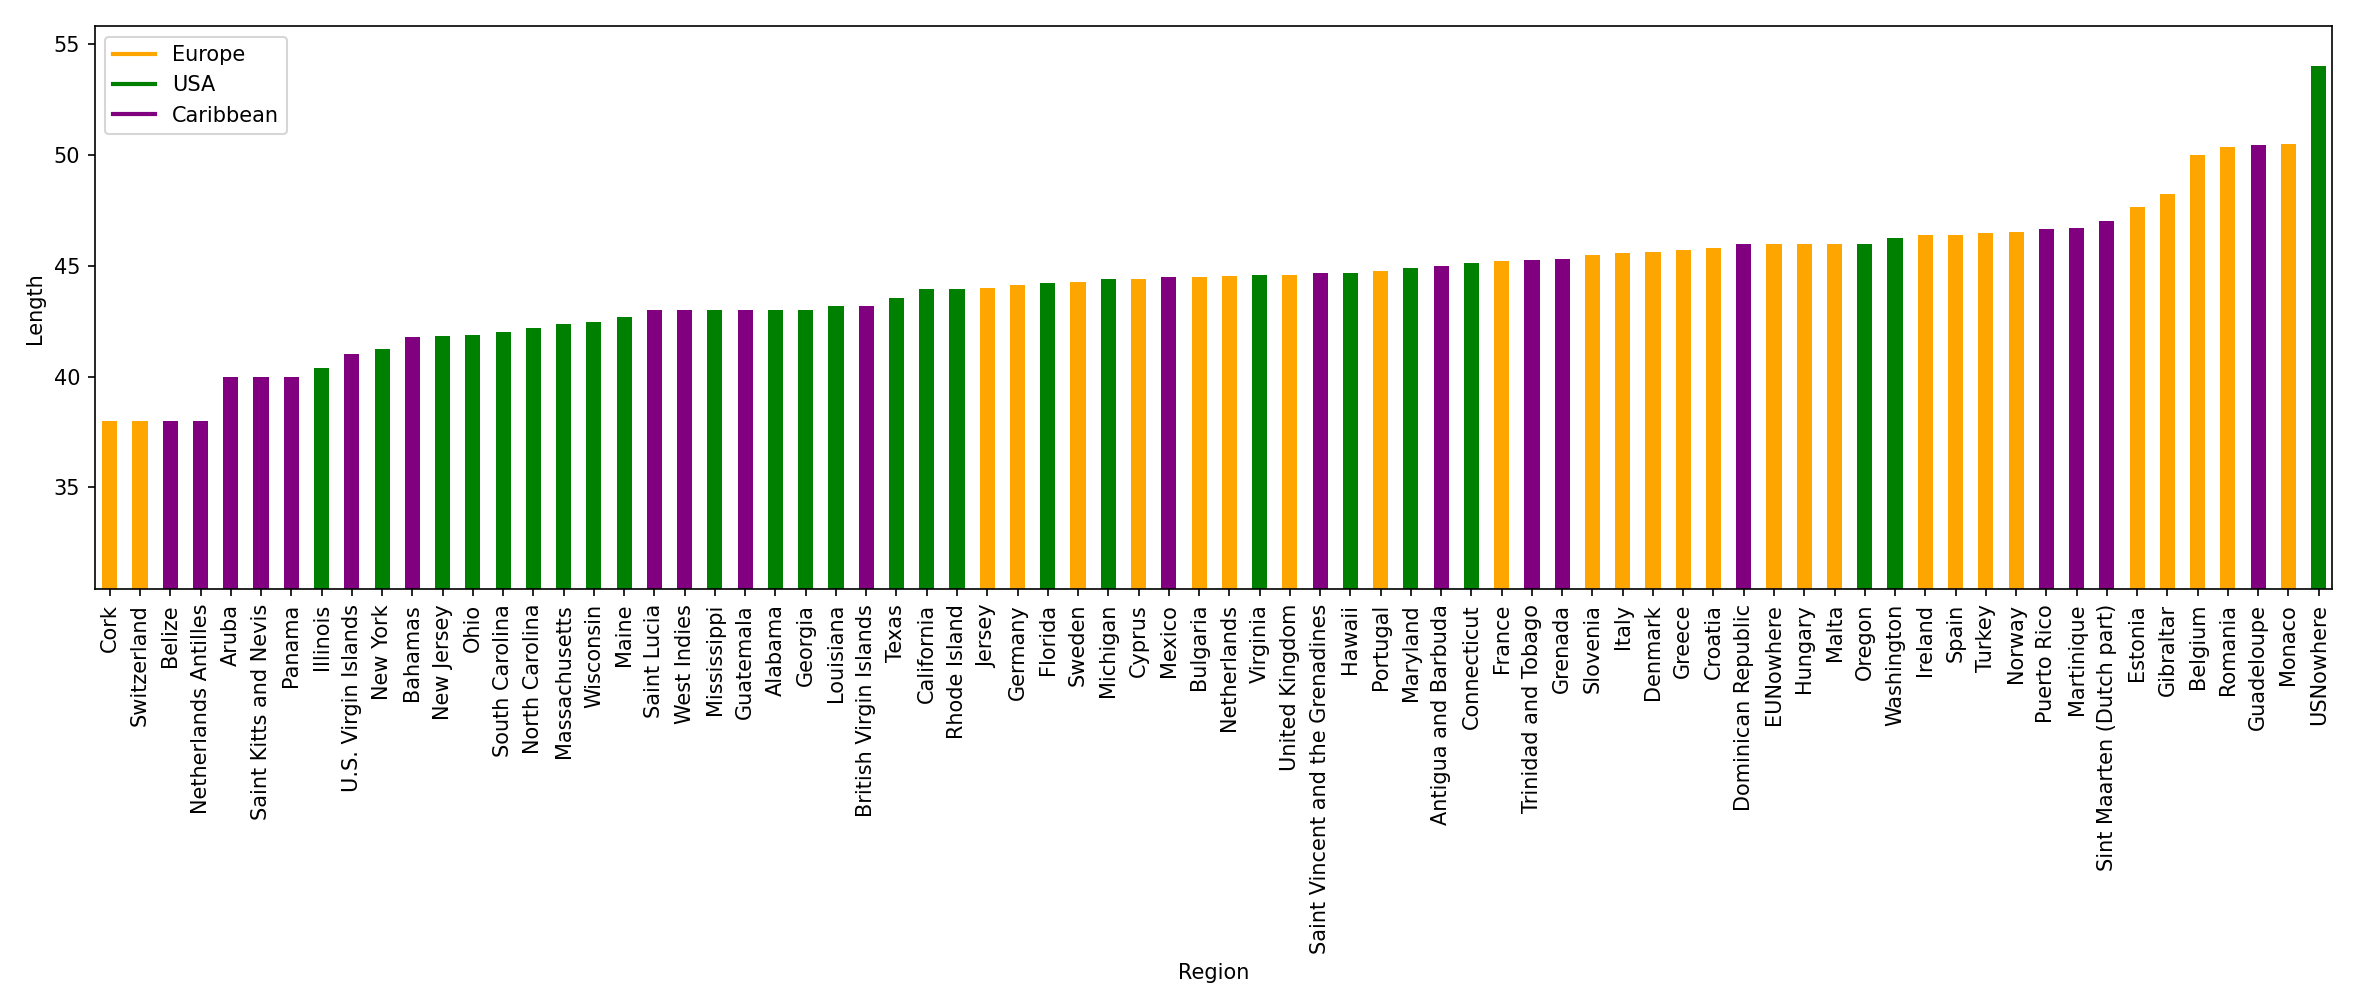 55
50
45
40
35
Length
Europe
USA
Caribbean
Cork
Switzerland
Belize
Netherlands Antilles
Aruba
Saint Kitts and Nevis
Panama
Illinois
U.S. Virgin Islands
New York
Bahamas
New Jersey
Ohio
South Carolina
North Carolina
Massachusetts
Wisconsin
Maine
Saint Lucia
West Indies
Mississippi
Guatemala
Alabama
Georgia
Louisiana
British Virgin Islands
Texas
California
Rhode Island
Jersey
Germany
Florida
Sweden
Michigan
Cyprus
Mexico
Bulgaria
Netherlands
Virginia
United Kingdom
Saint Vincent and the Grenadines
Hawaii
Portugal
Maryland
Antigua and Barbuda
Connecticut
France
Trinidad and Tobago
Grenada
Slovenia
Italy
Denmark
Greece
Croatia
Dominican Republic
EUNowhere
Hungary
Malta
Oregon
Washington
Ireland
Spain
Turkey
Norway
Puerto Rico
Martinique
Sint Maarten (Dutch part)
Estonia
Gibraltar
Belgium
Romania
Guadeloupe
Monaco
USNowhere
Region